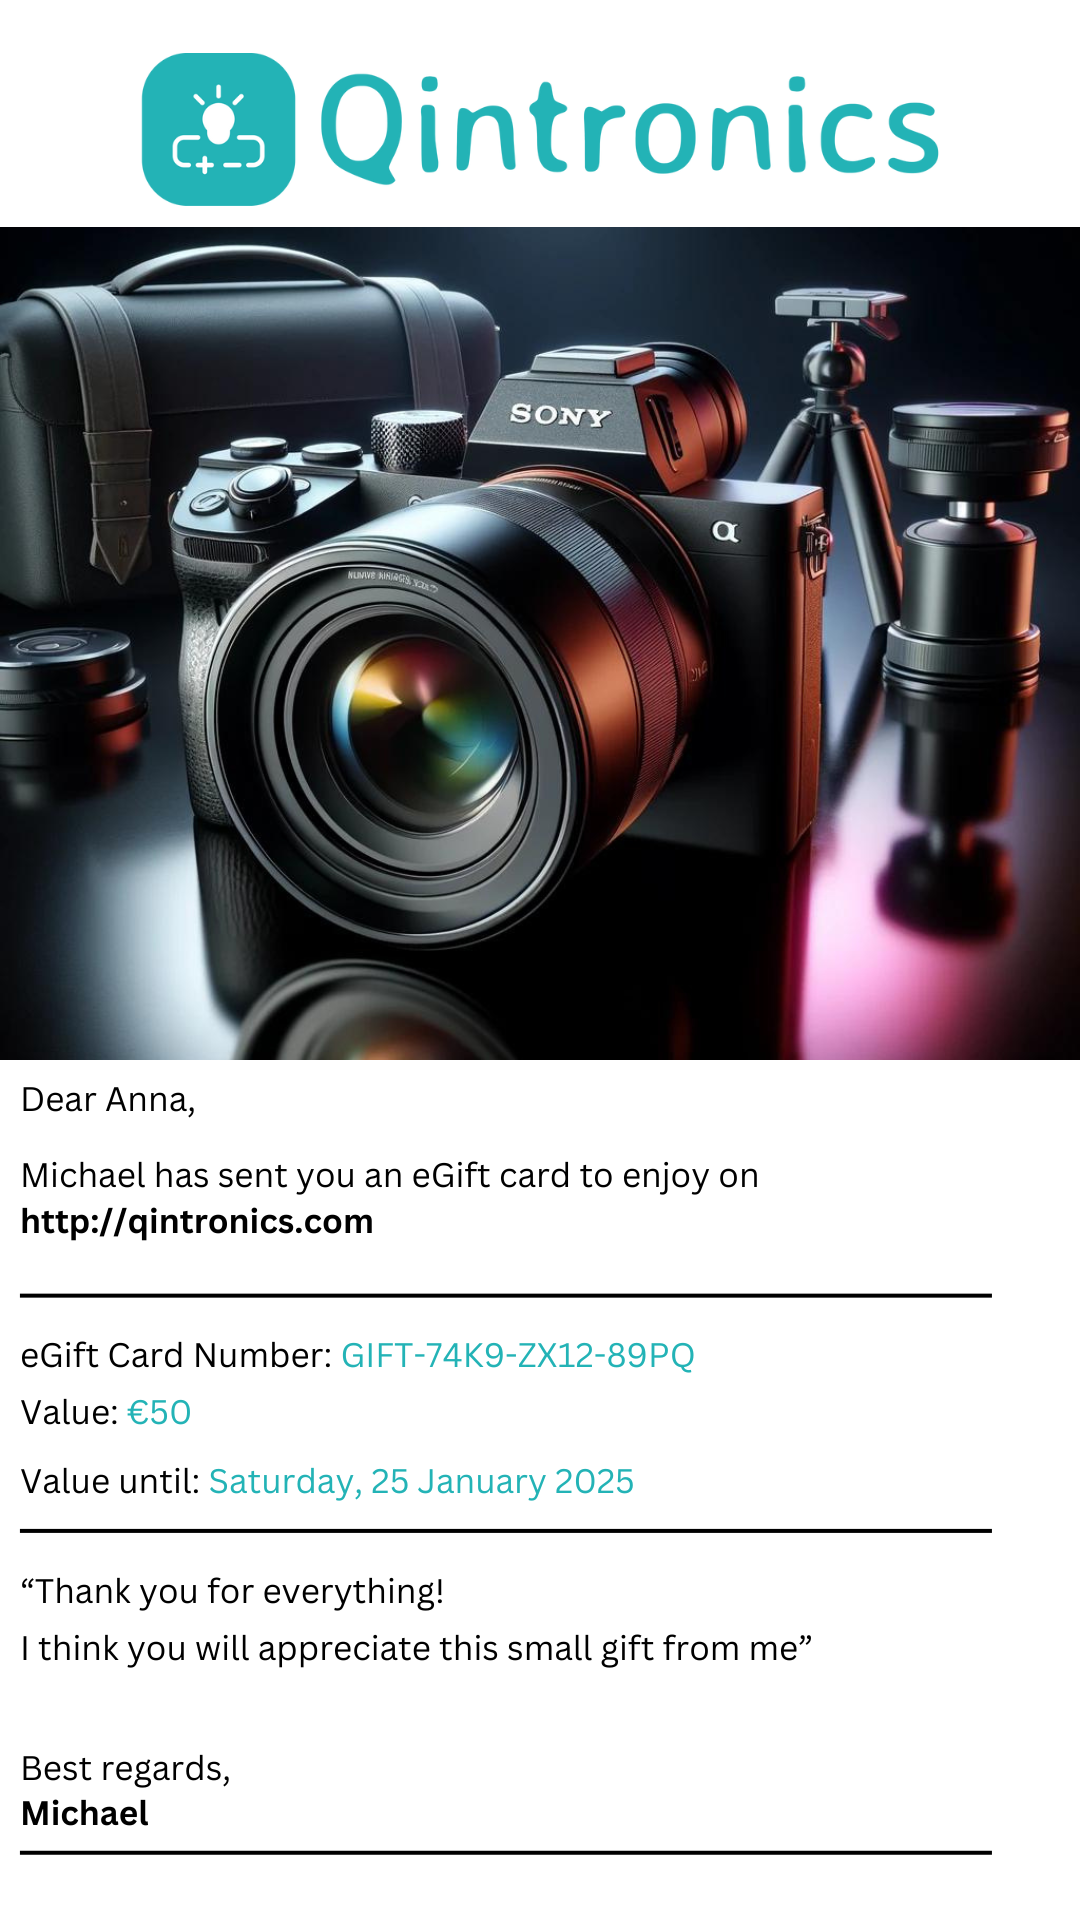 Qintronics
SONY
α
Dear Anna,
Michael has sent you an eGift card to enjoy on
http://qintronics.com
eGift Card Number: GIFT-74K9-ZX12-89PQ
Value: €50
Value until: Saturday, 25 January 2025
“Thank you for everything!
I think you will appreciate this small gift from me”
Best regards,
Michael